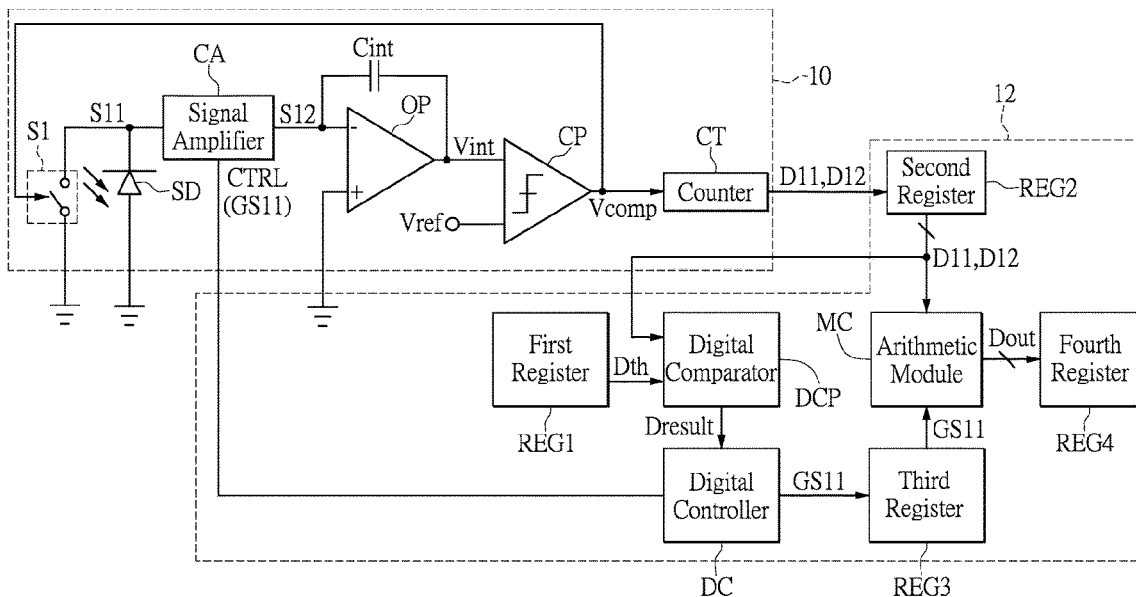 CA
Cint
10
S11
Signal
Amplifier
S12
-
OP
S1
Vint
CP
CT
12
SD
CTRL
(GS11)
+
Vref
Vcomp
Counter
D11,D12
Second
Register
REG2
D11,D12
First
Register
Dth
REG1
Digital
Comparator
DCP
MC
Arithmetic
Module
Dout
Fourth
Register
REG4
Dresult
GS11
Digital
Controller
GS11
Third
Register
DC
REG3